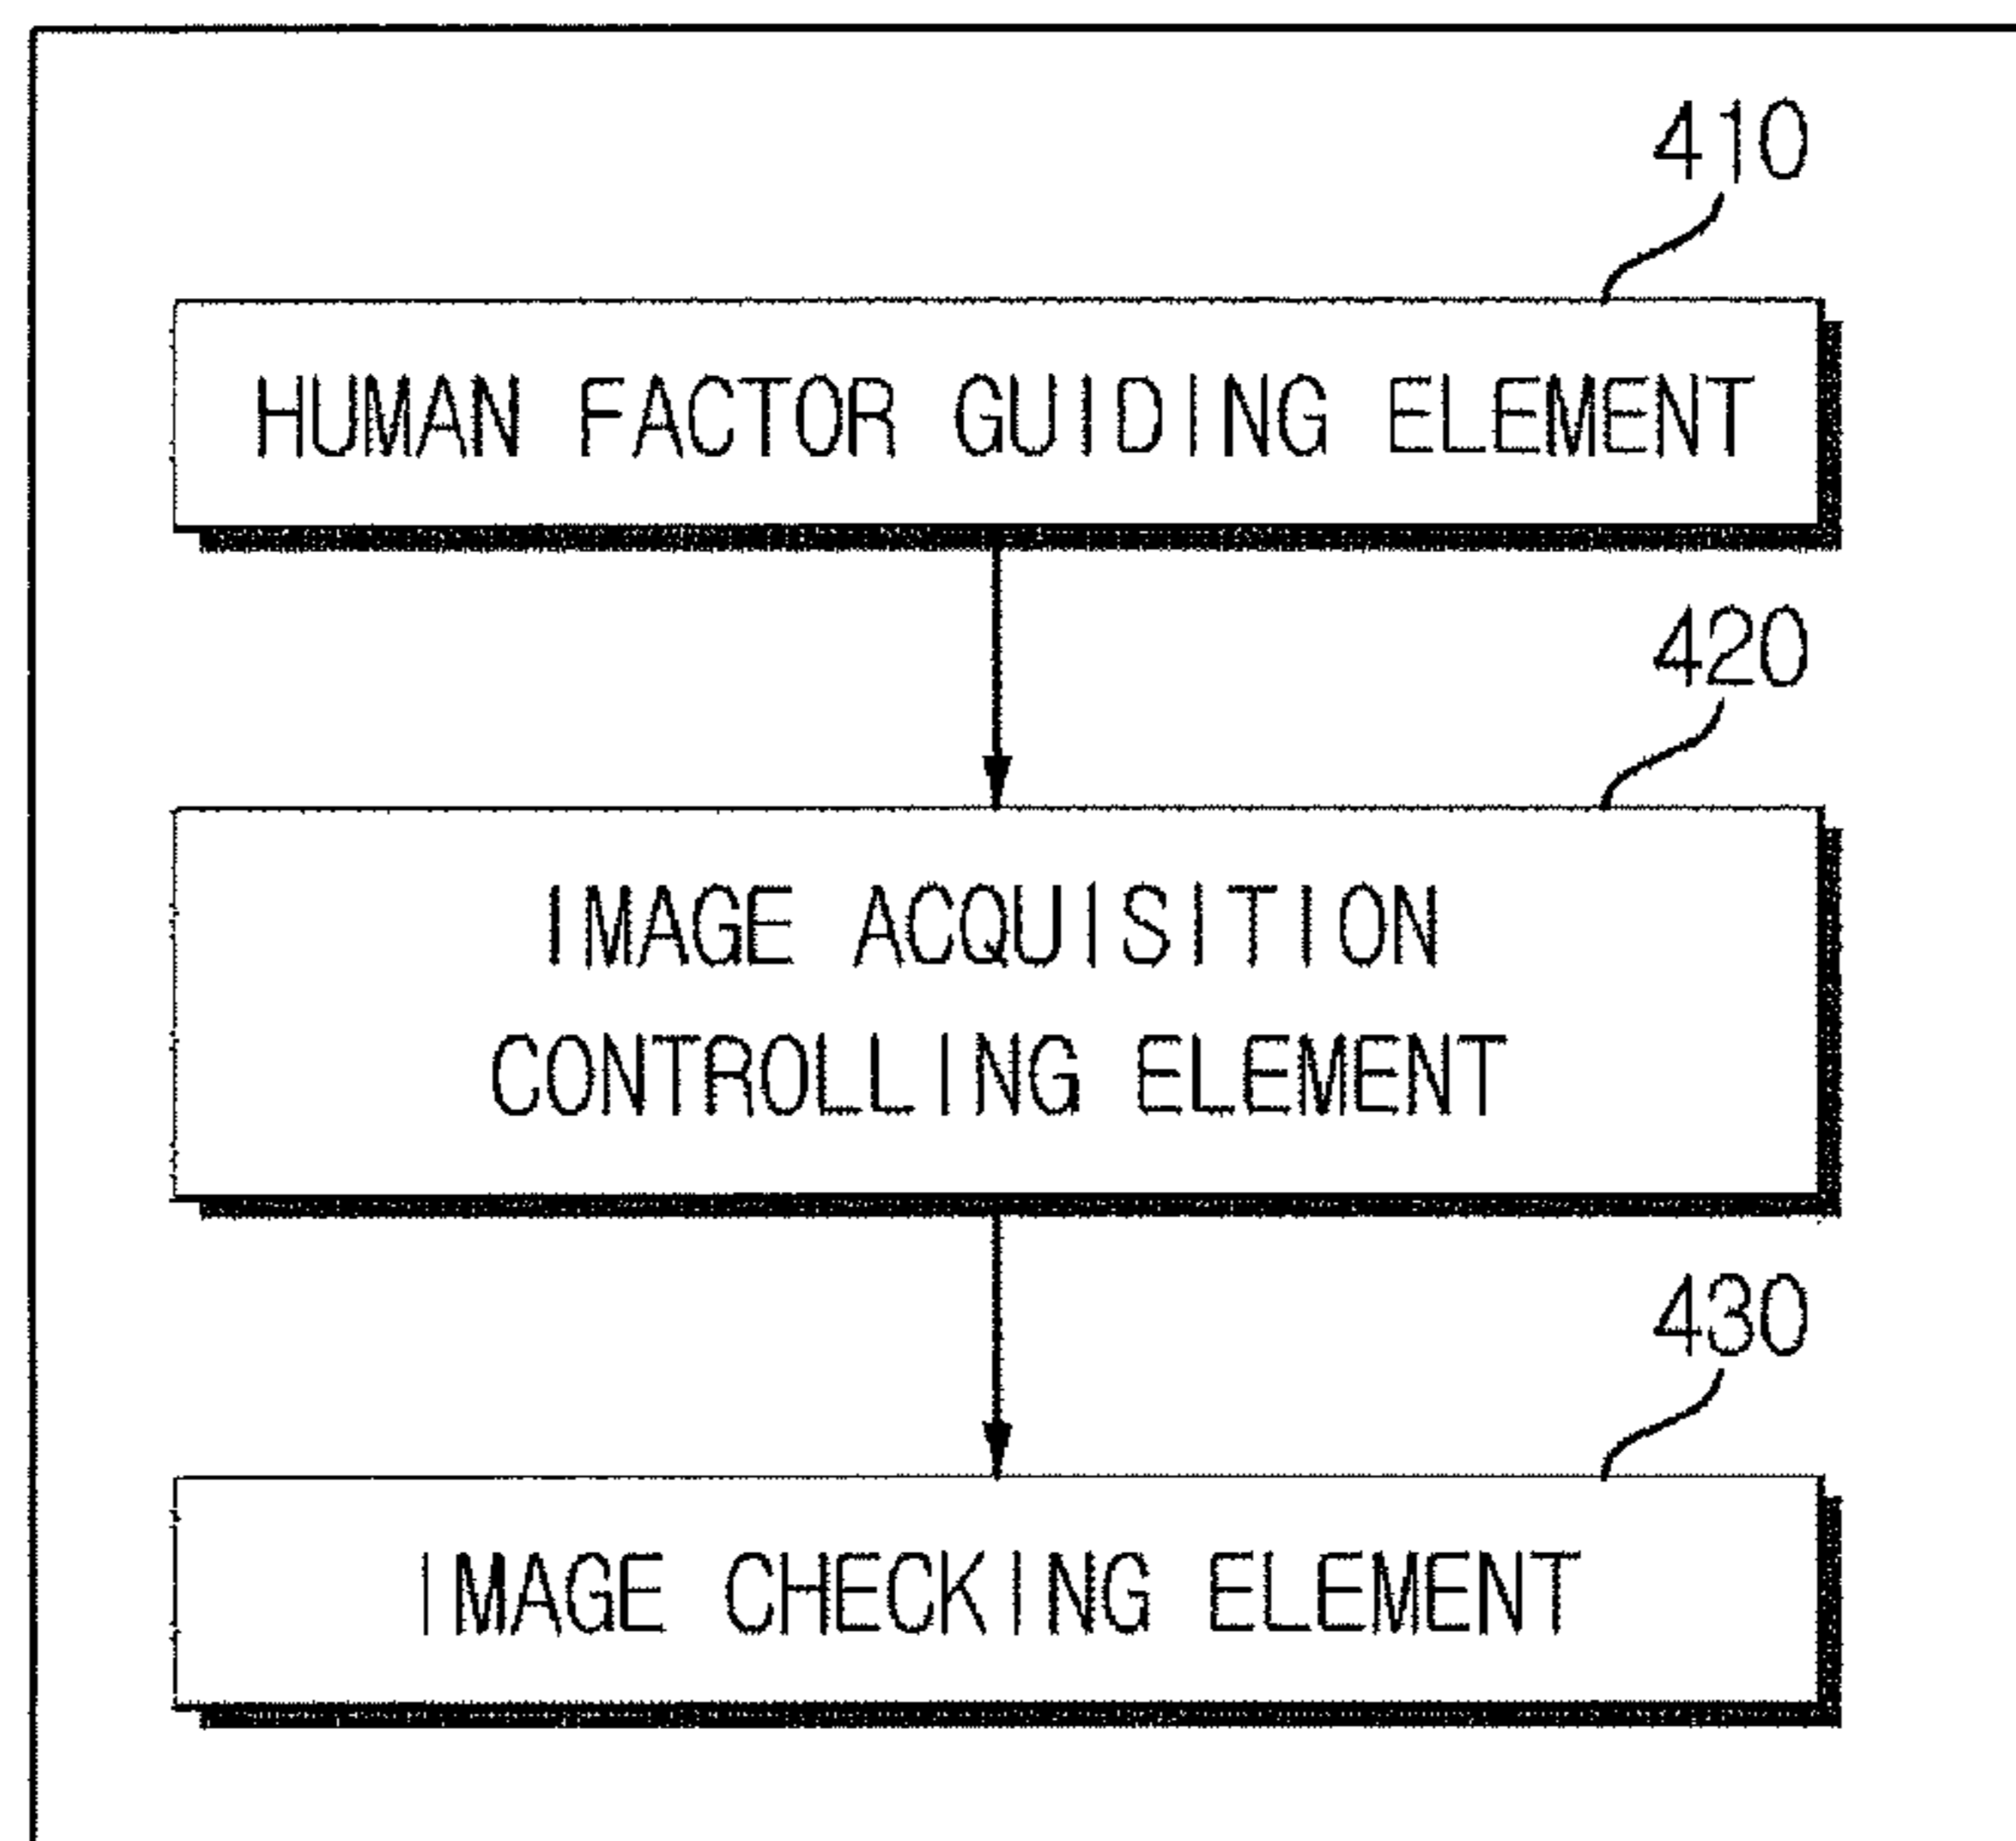 410
HUMAN FACTOR GUIDING ELEMENT
420
IMAGE ACQUISITION
CONTROLLING ELEMENT
430
IMAGE CHECKING ELEMENT